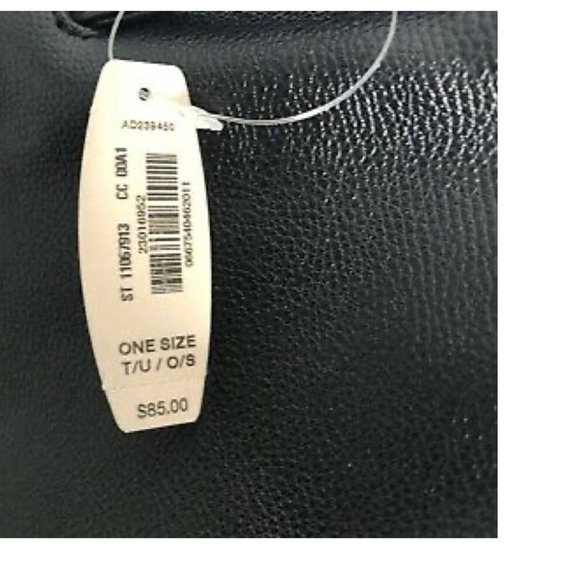 AD239450
ST 11067913 CC 00A1
23016952
0667540462011
ONE SIZE
T/U / O/S
$85.00